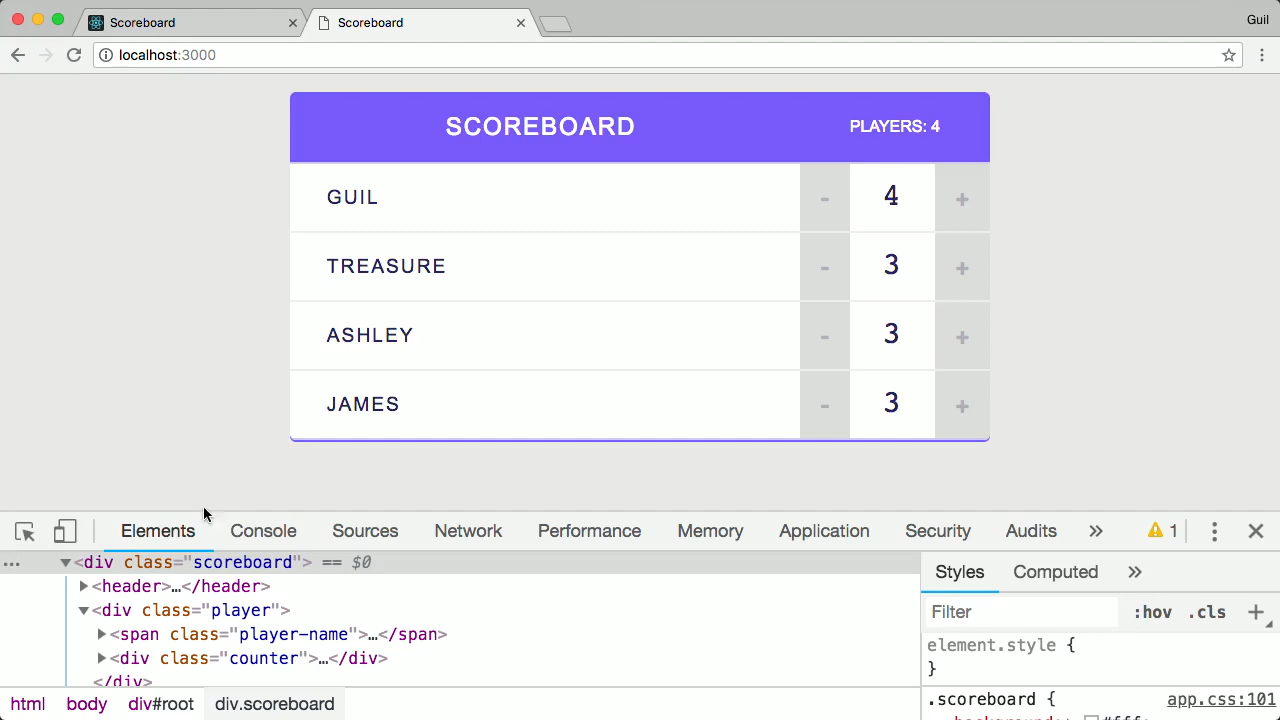 Scoreboard
Scoreboard
Guil
localhost:3000
SCOREBOARD
PLAYERS: 4
GUIL
-
4
+
TREASURE
-
3
+
ASHLEY
-
3
+
JAMES
-
3
+
Elements Console Sources Network Performance Memory Application Security Audits » 1
... ▼<div class="scoreboard"> == $0
▶<header>…</header>
▼<div class="player">
▶<span class="player-name">…</span>
▶<div class="counter">…</div>
</div>
html body div#root div.scoreboard
Styles Computed »
Filter :hov .cls +
element.style {
}
.scoreboard { app.css:101
background: #fff;